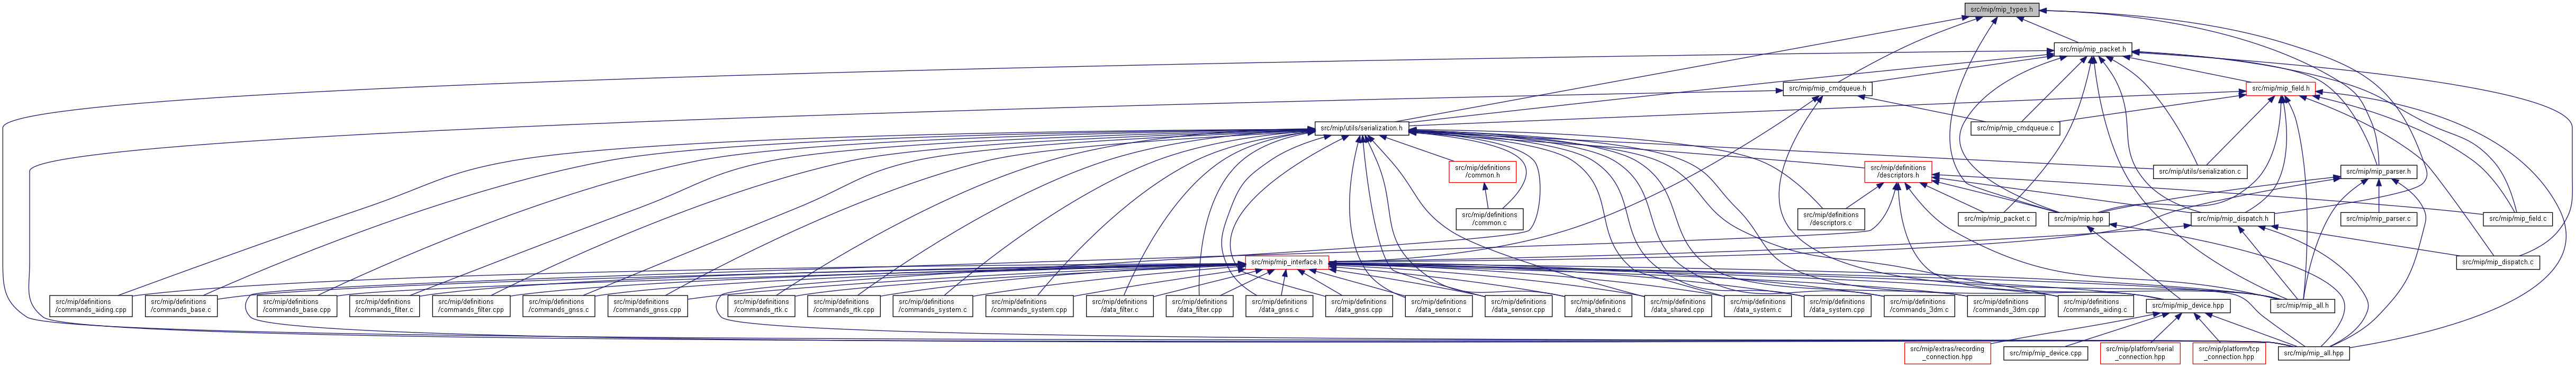 src/mip/mip_types.h
src/mip/mip_packet.h
src/mip/mip_cmdqueue.h
src/mip/mip_field.h
src/mip/utils/serialization.h
src/mip/mip_cmdqueue.c
src/mip/definitions
/common.h
src/mip/definitions
/descriptors.h
src/mip/utils/serialization.c
src/mip/mip_parser.h
src/mip/definitions
/common.c
src/mip/definitions
/descriptors.c
src/mip/mip_packet.c
src/mip/mip.hpp
src/mip/mip_dispatch.h
src/mip/mip_parser.c
src/mip/mip_field.c
src/mip/mip_interface.h
src/mip/mip_dispatch.c
src/mip/definitions
/commands_aiding.cpp
src/mip/definitions
/commands_base.c
src/mip/definitions
/commands_base.cpp
src/mip/definitions
/commands_filter.c
src/mip/definitions
/commands_filter.cpp
src/mip/definitions
/commands_gnss.c
src/mip/definitions
/commands_gnss.cpp
src/mip/definitions
/commands_rtk.c
src/mip/definitions
/commands_rtk.cpp
src/mip/definitions
/commands_system.c
src/mip/definitions
/commands_system.cpp
src/mip/definitions
/data_filter.c
src/mip/definitions
/data_filter.cpp
src/mip/definitions
/data_gnss.c
src/mip/definitions
/data_gnss.cpp
src/mip/definitions
/data_sensor.c
src/mip/definitions
/data_sensor.cpp
src/mip/definitions
/data_shared.c
src/mip/definitions
/data_shared.cpp
src/mip/definitions
/data_system.c
src/mip/definitions
/data_system.cpp
src/mip/definitions
/commands_3dm.c
src/mip/definitions
/commands_3dm.cpp
src/mip/definitions
/commands_aiding.c
src/mip/mip_device.hpp
src/mip/mip_all.h
src/mip/extras/recording
_connection.hpp
src/mip/mip_device.cpp
src/mip/platform/serial
_connection.hpp
src/mip/platform/tcp
_connection.hpp
src/mip/mip_all.hpp